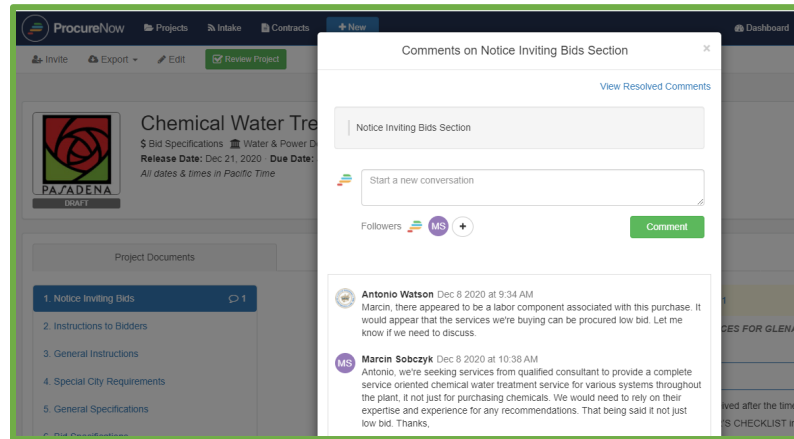 ProcureNow Projects Intake Contracts + New Dashboard
Invite Export Edit Review Project
Comments on Notice Inviting Bids Section ×
View Resolved Comments
Notice Inviting Bids Section
Start a new conversation
Followers MS + Comment
Chemical Water Tre
$ Bid Specifications Water & Power D
Release Date: Dec 21, 2020 · Due Date:
All dates & times in Pacific Time
PASADENA
DRAFT
Project Documents
1. Notice Inviting Bids 1
2. Instructions to Bidders
3. General Instructions
4. Special City Requirements
5. General Specifications
6. Bid Specifications
Antonio Watson Dec 8 2020 at 9:34 AM
Marcin, there appeared to be a labor component associated with this purchase. It
would appear that the services we're buying can be procured low bid. Let me
know if we need to discuss.
MS
Marcin Sobczyk Dec 8 2020 at 10:38 AM
Antonio, we're seeking services from qualified consultant to provide a complete
service oriented chemical water treatment service for various systems throughout
the plant, it not just for purchasing chemicals. We would need to rely on their
expertise and experience for any recommendations. That being said it not just
low bid. Thanks,
1
CES FOR GLENA
ived after the time
'S CHECKLIST in